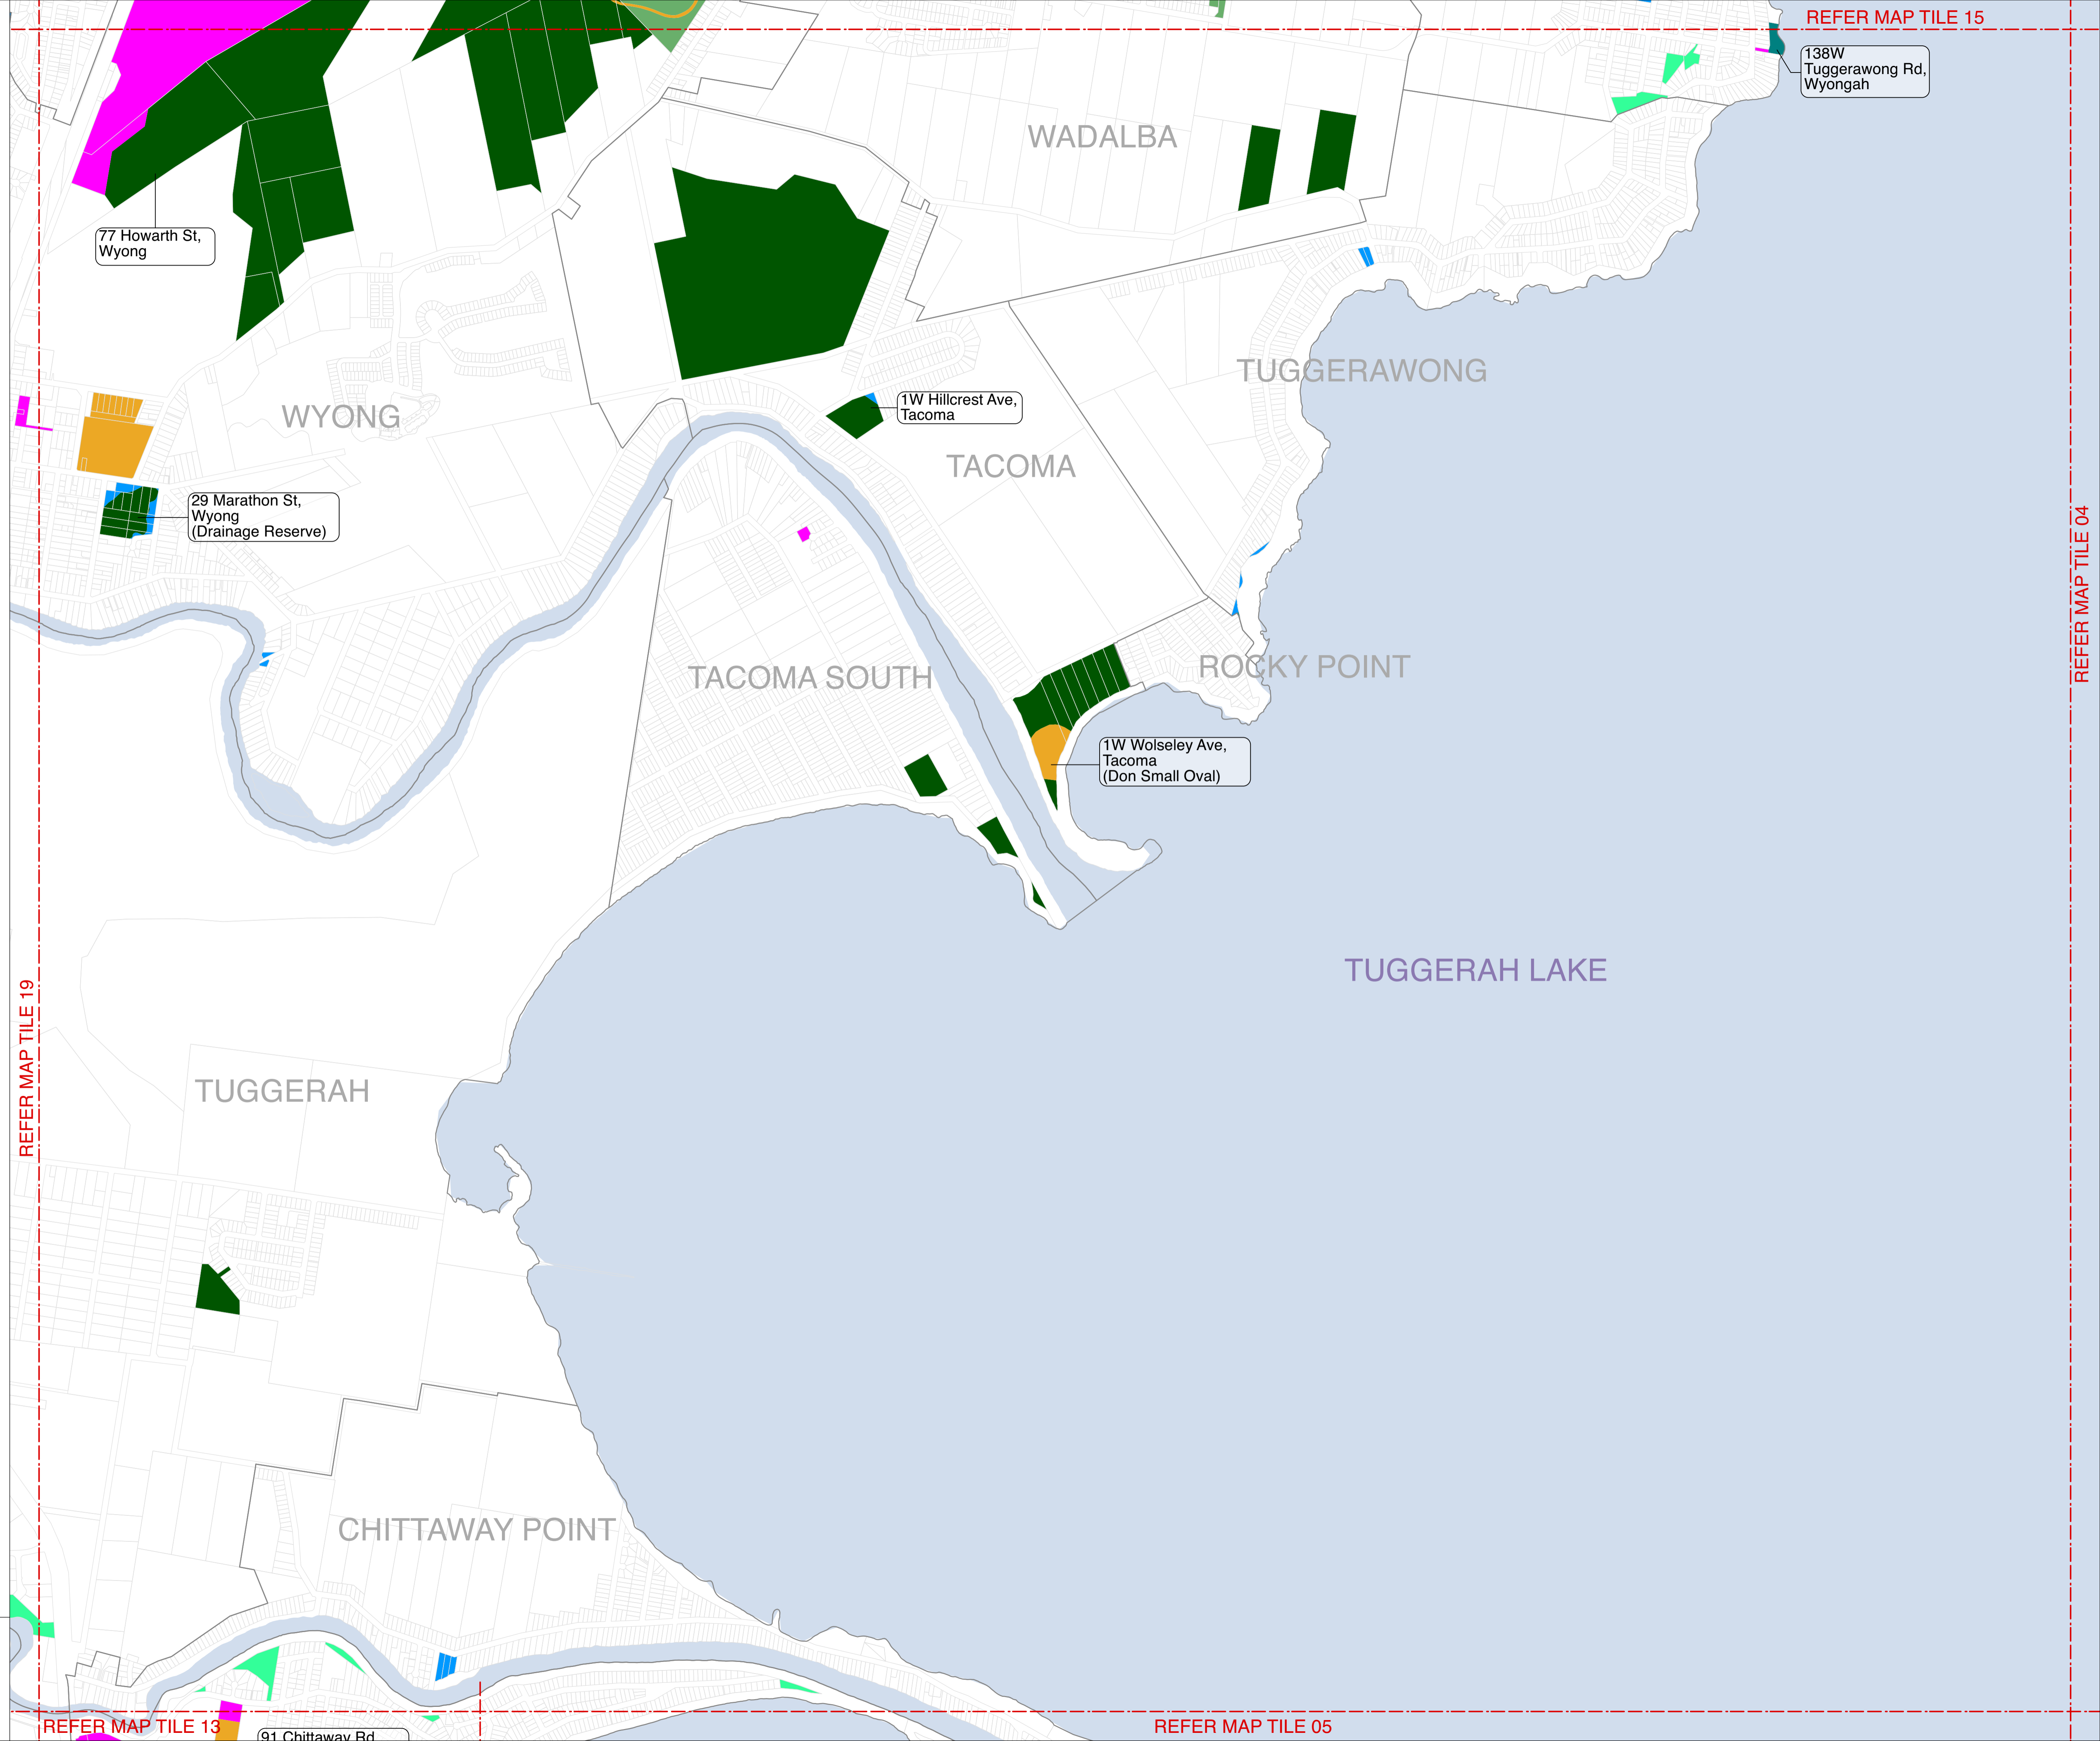 REFER MAP TILE 15
138W
Tuggerawong Rd,
Wyongah
WADALBA
77 Howarth St,
Wyong
TUGGERAWONG
WYONG
1W Hillcrest Ave,
Tacoma
TACOMA
29 Marathon St,
Wyong
(Drainage Reserve)
REFER MAP TILE 04
ROCKY POINT
TACOMA SOUTH
1W Wolseley Ave,
Tacoma
(Don Small Oval)
TUGGERAH LAKE
REFER MAP TILE 19
TUGGERAH
CHITTAWAY POINT
REFER MAP TILE 13
91 Chittaway Rd
REFER MAP TILE 05